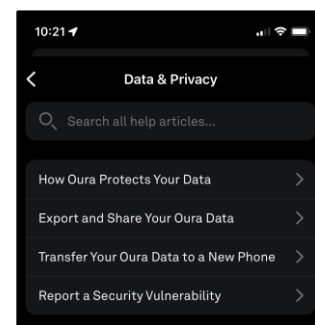 10:21
Data & Privacy
Search all help articles...
How Oura Protects Your Data
Export and Share Your Oura Data
Transfer Your Oura Data to a New Phone
Report a Security Vulnerability